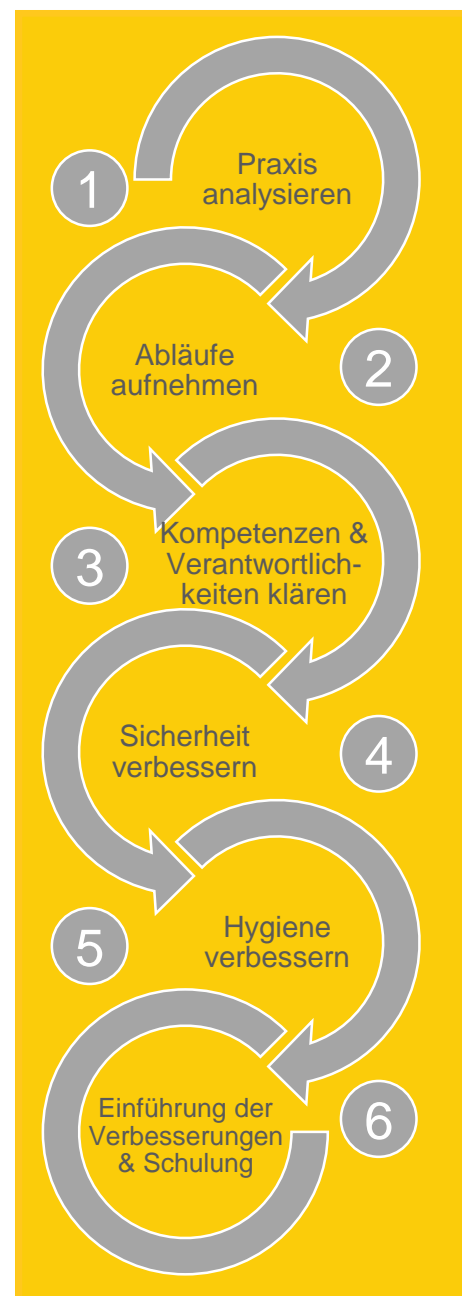 1
Praxis
analysieren
2
Abläufe
aufnehmen
3
Kompetenzen &
Verantwortlich-
keiten klären
4
Sicherheit
verbessern
5
Hygiene
verbessern
6
Einführung der
Verbesserungen
& Schulung